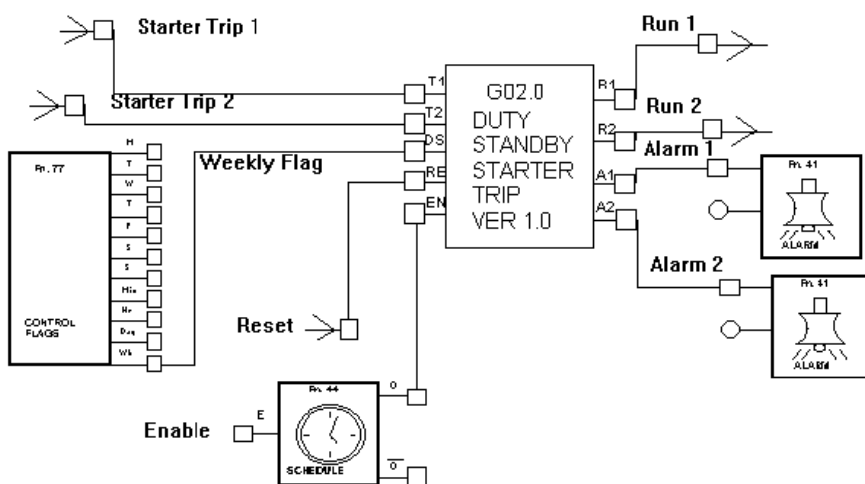 Starter Trip 1
Run 1
Starter Trip 2
Run 2
T1
T2
DS
RE
EN
G02.0
DUTY
STANDBY
STARTER
TRIP
VER 1.0
R1
R2
A1
A2
Alarm 1
Fn. 41
ALARM
Alarm 2
Fn. 41
ALARM
Weekly Flag
Fn. 77
M
T
W
T
F
S
S
Min
Hr
Day
Wk
CONTROL
FLAGS
Reset
Enable
E
Fn. 44
SCHEDULE
O
O